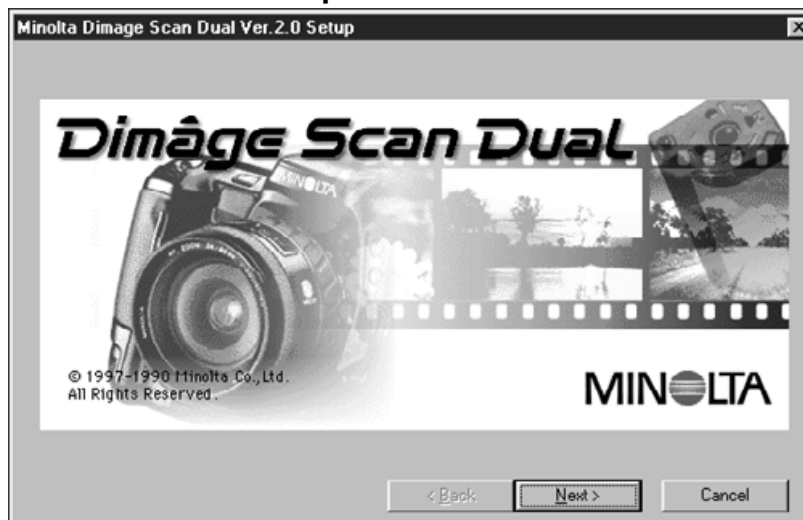 Minolta Dimage Scan Dual Ver.2.0 Setup
Dimâge Scan Dual
MINOLTA
© 1997-1990 Minolta Co., Ltd.
All Rights Reserved.
MINOLTA
< Back
Next >
Cancel